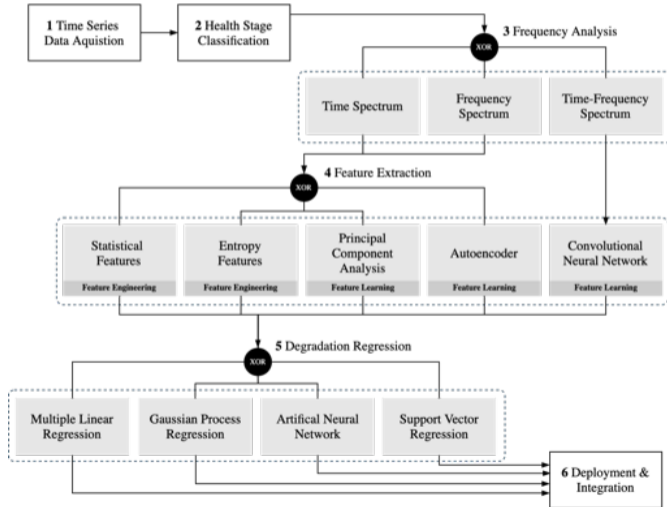 1 Time Series
Data Aquistion
2 Health Stage
Classification
3 Frequency Analysis
XOR
Time Spectrum
Frequency
Spectrum
Time-Frequency
Spectrum
4 Feature Extraction
XOR
Statistical
Features
Feature Engineering
Entropy
Features
Feature Engineering
Principal
Component
Analysis
Feature Learning
Autoencoder
Feature Learning
Convolutional
Neural Network
Feature Learning
5 Degradation Regression
XOR
Multiple Linear
Regression
Gaussian Process
Regression
Artifical Neural
Network
Support Vector
Regression
6 Deployment &
Integration